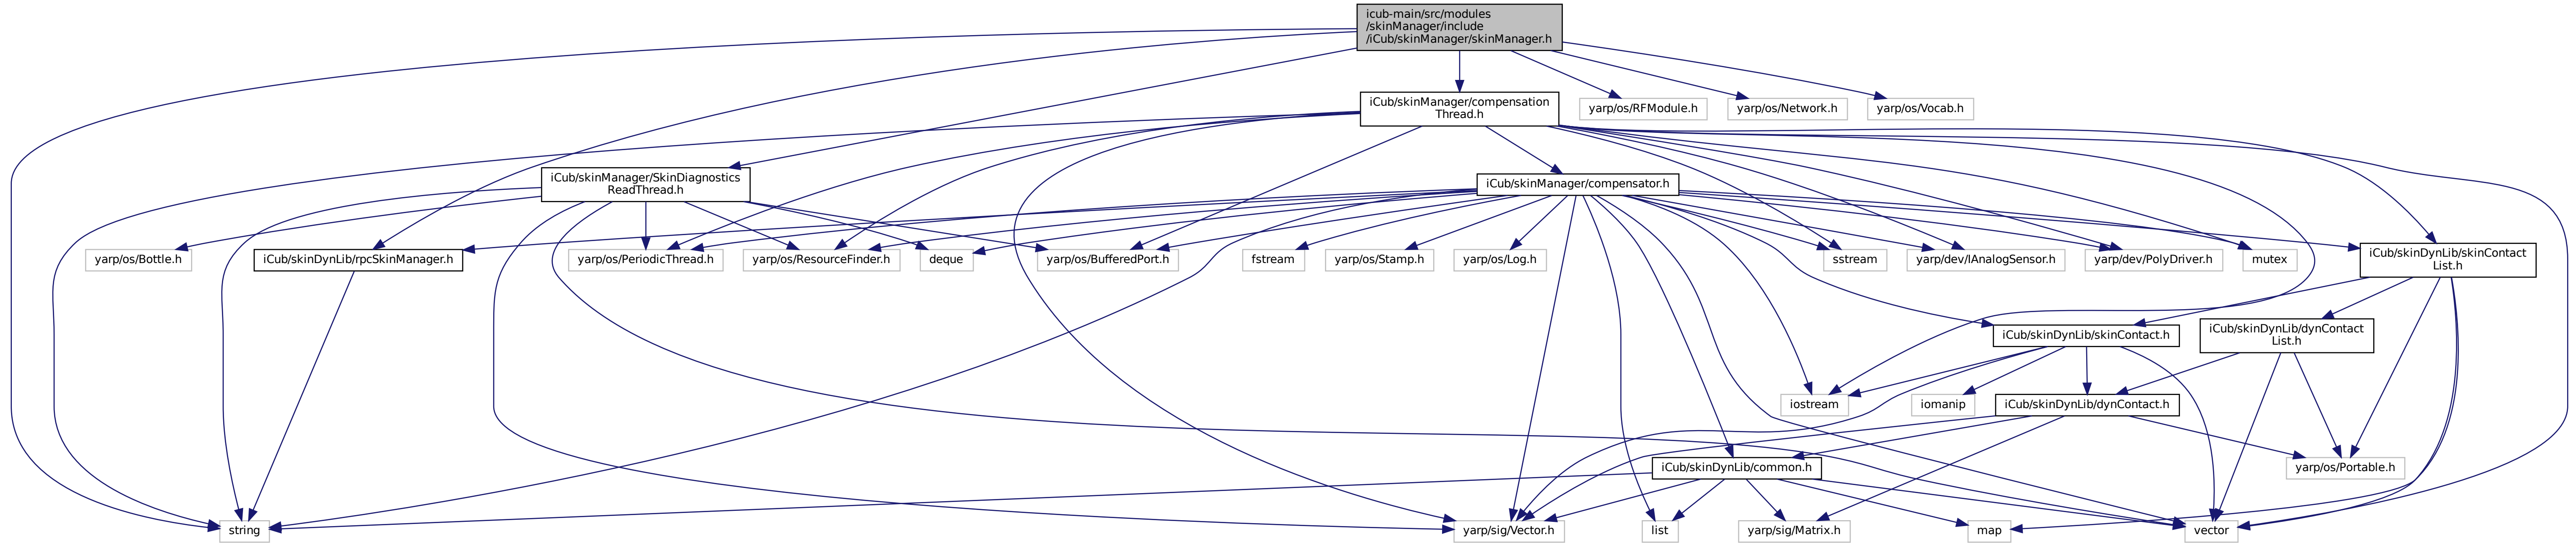 icub-main/src/modules
/skinManager/include
/iCub/skinManager/skinManager.h
iCub/skinManager/compensation
Thread.h
yarp/os/RFModule.h
yarp/os/Network.h
yarp/os/Vocab.h
iCub/skinManager/SkinDiagnostics
ReadThread.h
iCub/skinManager/compensator.h
yarp/os/Bottle.h
iCub/skinDynLib/rpcSkinManager.h
yarp/os/PeriodicThread.h
yarp/os/ResourceFinder.h
deque
yarp/os/BufferedPort.h
fstream
yarp/os/Stamp.h
yarp/os/Log.h
sstream
yarp/dev/IAnalogSensor.h
yarp/dev/PolyDriver.h
mutex
iCub/skinDynLib/skinContact
List.h
iCub/skinDynLib/skinContact.h
iCub/skinDynLib/dynContact
List.h
iostream
iomanip
iCub/skinDynLib/dynContact.h
iCub/skinDynLib/common.h
yarp/os/Portable.h
string
yarp/sig/Vector.h
list
yarp/sig/Matrix.h
map
vector